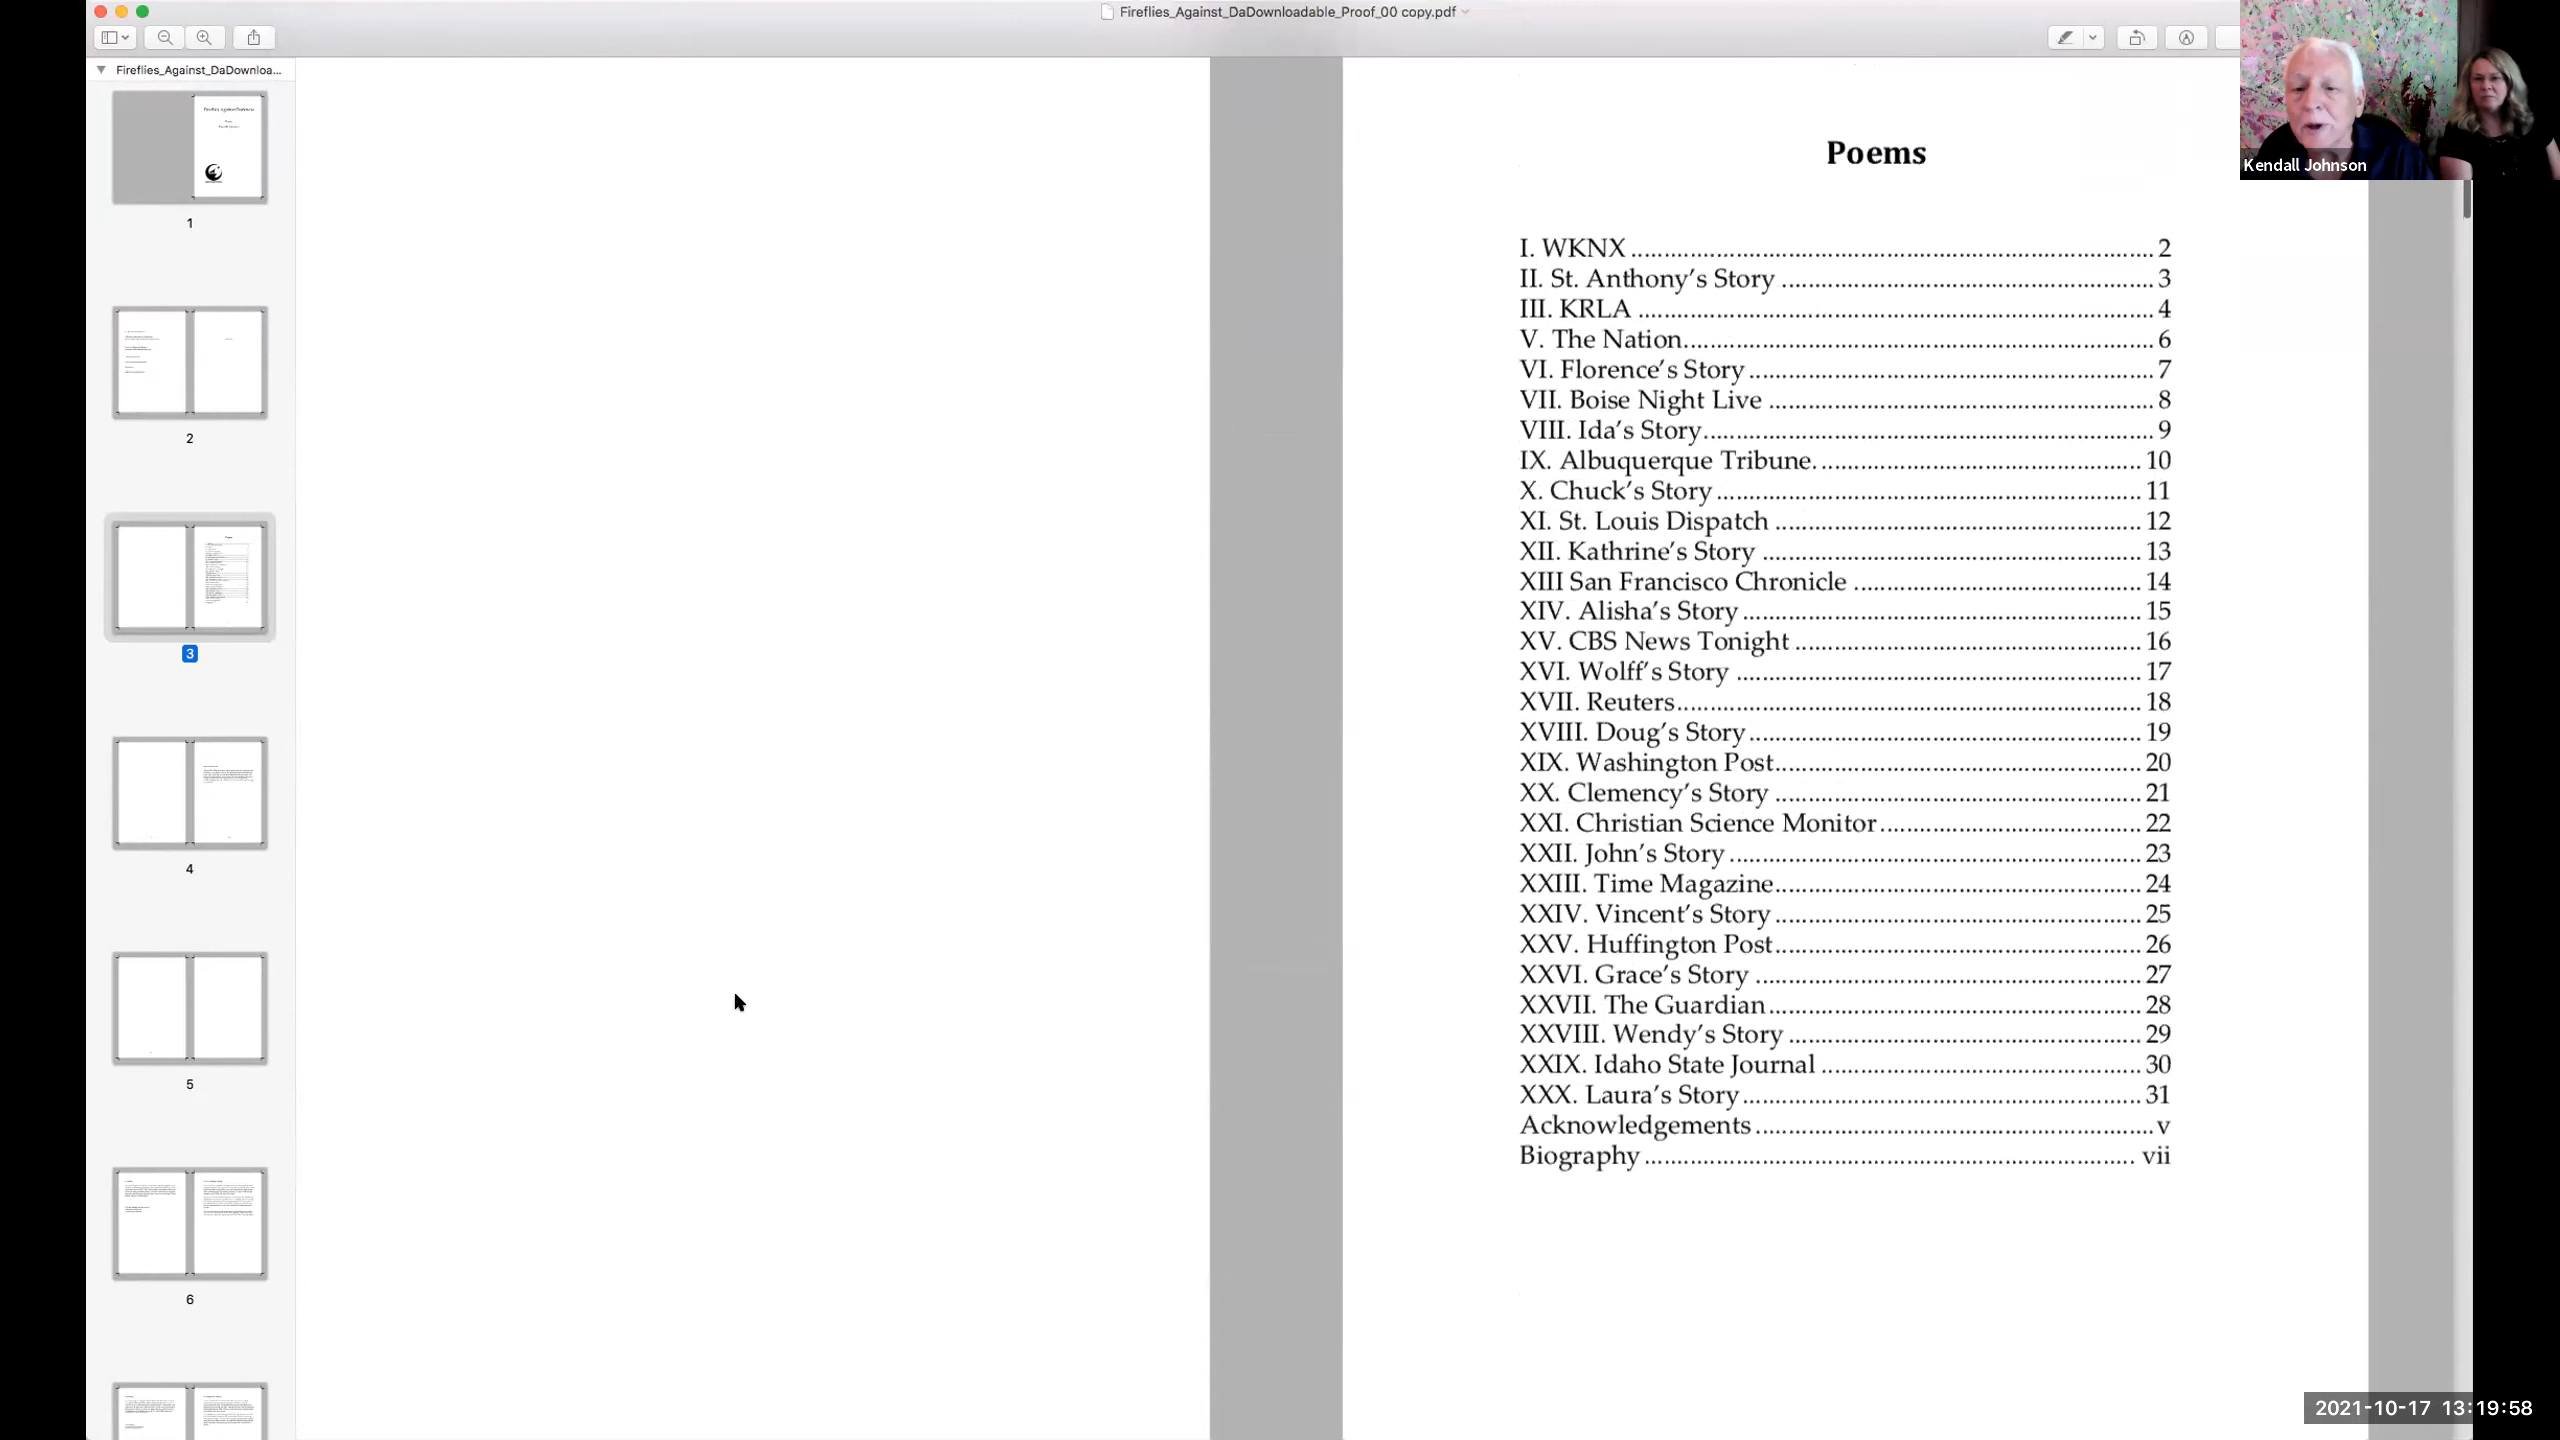 Fireflies_Against_DaDownloadable_Proof_00 copy.pdf
Fireflies_Against_DaDownloa...
1
2
3
4
5
6
Poems
I. WKNX ........ 2
II. St. Anthony's Story ........ 3
III. KRLA ........ 4
V. The Nation........ 6
VI. Florence's Story ........ 7
VII. Boise Night Live ........ 8
VIII. Ida's Story........ 9
IX. Albuquerque Tribune. ........ 10
X. Chuck's Story ........ 11
XI. St. Louis Dispatch ........ 12
XII. Kathrine's Story ........ 13
XIII San Francisco Chronicle ........ 14
XIV. Alisha's Story ........ 15
XV. CBS News Tonight ........ 16
XVI. Wolff's Story ........ 17
XVII. Reuters........ 18
XVIII. Doug's Story ........ 19
XIX. Washington Post........ 20
XX. Clemency's Story ........ 21
XXI. Christian Science Monitor ........ 22
XXII. John's Story ........ 23
XXIII. Time Magazine........ 24
XXIV. Vincent's Story ........ 25
XXV. Huffington Post........ 26
XXVI. Grace's Story ........ 27
XXVII. The Guardian ........ 28
XXVIII. Wendy's Story ........ 29
XXIX. Idaho State Journal ........ 30
XXX. Laura's Story ........ 31
Acknowledgements ........ v
Biography ........ vii
Kendall Johnson
2021-10-17 13:19:58